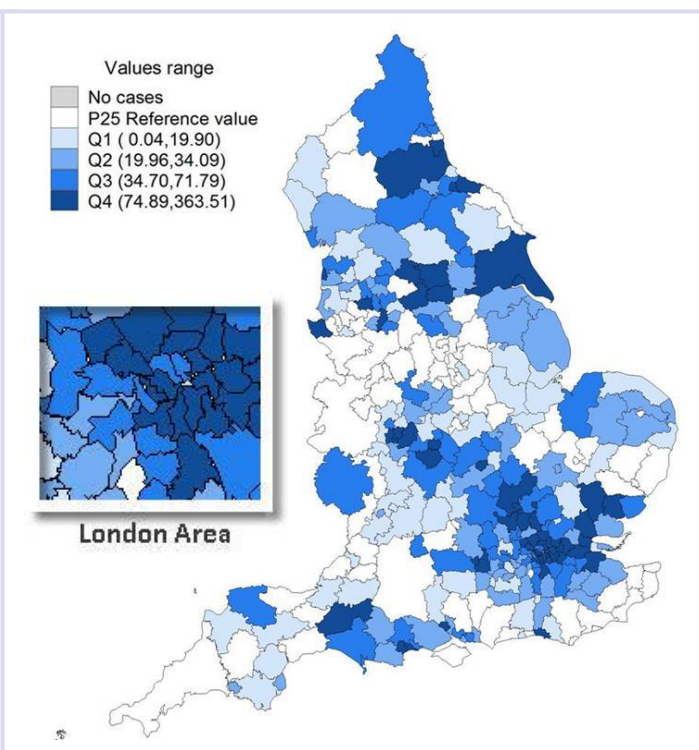 Values range
No cases
P25 Reference value
Q1 ( 0.04,19.90)
Q2 (19.96,34.09)
Q3 (34.70,71.79)
Q4 (74.89,363.51)
London Area